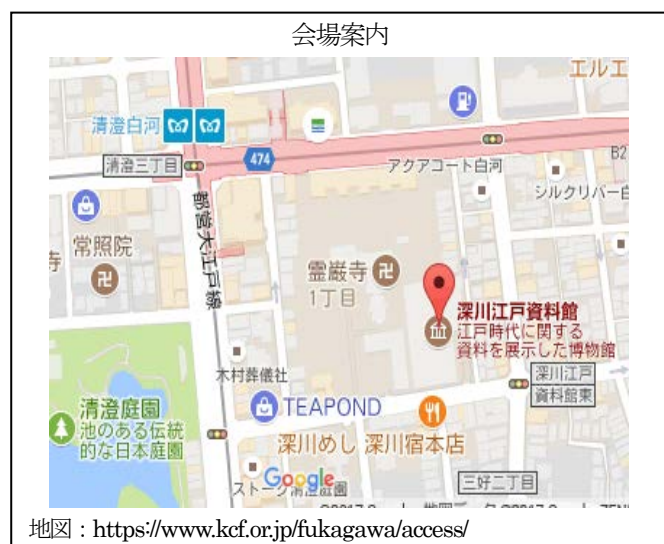 会場案内
エルエ
清澄白河
清澄三丁目
474
アクアコート白河
B2
シルクリバー白
都営大江戸線
寺
常照院
霊巌寺
1丁目
深川江戸資料館
江戸時代に関する
資料を展示した博物館
深川江戸
資料館東
木村葬儀社
清澄庭園
池のある伝統
的な日本庭園
TEAPOND
深川めし 深川宿本店
Google
三好二丁目
地図：https://www.kcf.or.jp/fukagawa/access/